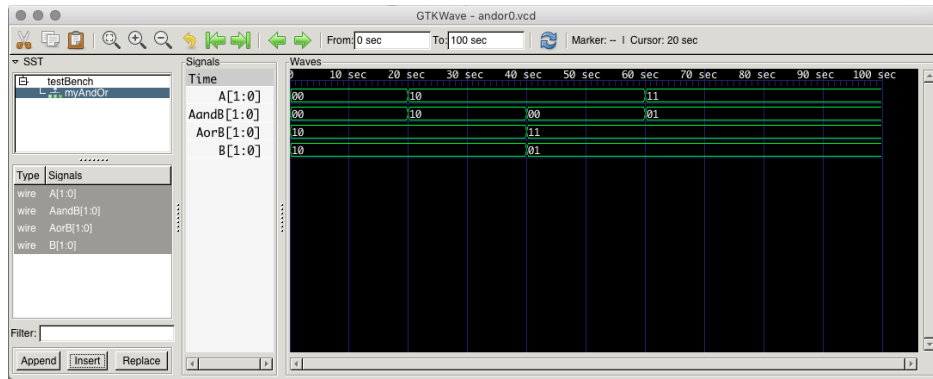 GTKWave - andor0.vcd
From: 0 sec To: 100 sec Marker: -- | Cursor: 20 sec
SST
testBench
myAndOr
Type Signals
wire A[1:0]
wire AandB[1:0]
wire AorB[1:0]
wire B[1:0]
Filter:
Append Insert Replace
Signals
Time
A[1:0]
AandB[1:0]
AorB[1:0]
B[1:0]
Waves
0 10 sec 20 sec 30 sec 40 sec 50 sec 60 sec 70 sec 80 sec 90 sec 100 sec
00 10 11
00 10 00 01
10 11
10 01